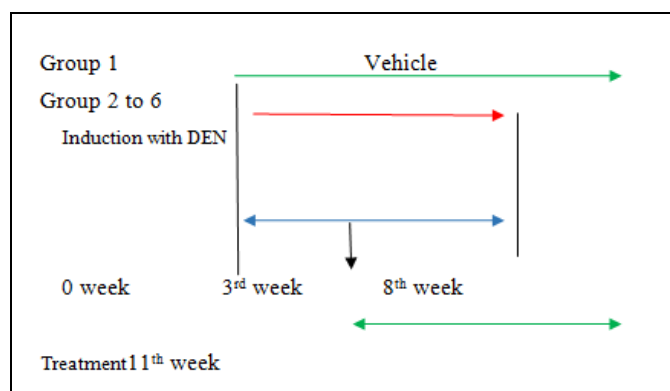 Group 1 Vehicle
Group 2 to 6
Induction with DEN
0 week 3rd week 8th week
Treatment11th week